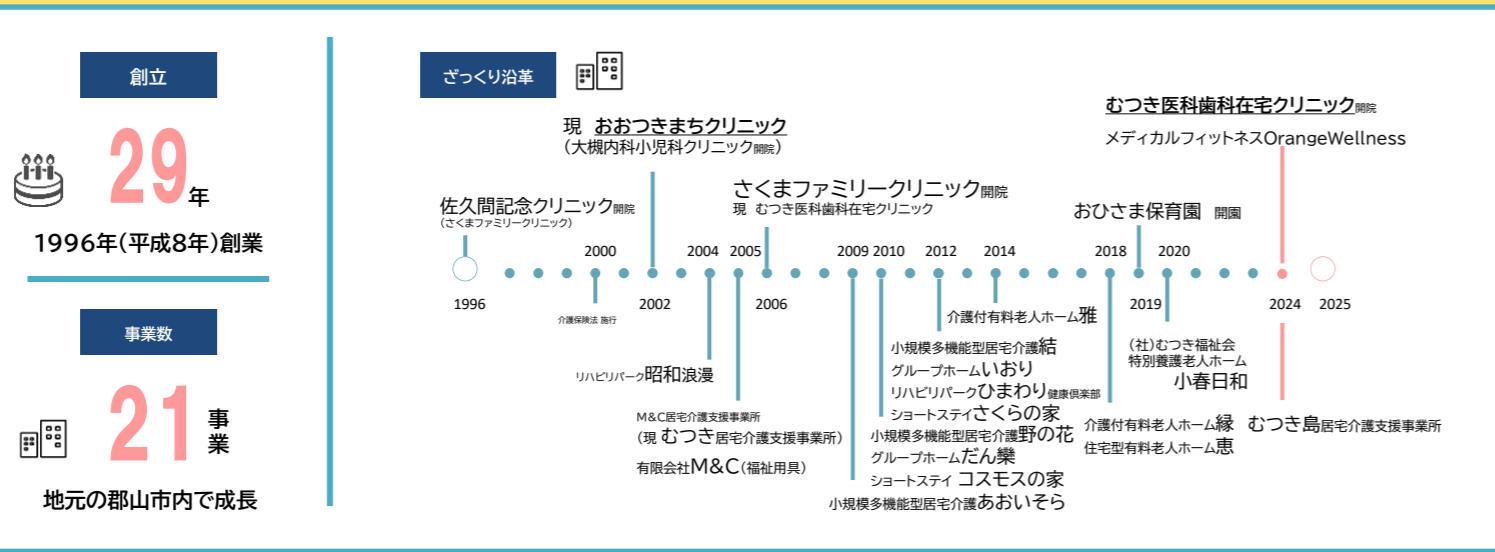 創立
29年
1996年(平成8年)創業
事業数
21事業
地元の郡山市内で成長
ざっくり沿革
現 おおつきまちクリニック
(大槻内科小児科クリニック開院)
むつき医科歯科在宅クリニック開院
メディカルフィットネスOrangeWellness
佐久間記念クリニック開院
(さくまファミリークリニック)
さくまファミリークリニック開院
現 むつき医科歯科在宅クリニック
おひさま保育園 開園
2000
2004
2005
2009
2010
2012
2014
2018
2020
1996
2002
2006
2019
2024
2025
介護保険法 施行
リハビリパーク昭和浪漫
M&C居宅介護支援事業所
(現 むつき居宅介護支援事業所)
有限会社M&C(福祉用具)
介護付有料老人ホーム雅
小規模多機能型居宅介護結
グループホームいおり
リハビリパークひまわり健康倶楽部
ショートステイさくらの家
小規模多機能型居宅介護野の花
グループホームだん欒
ショートステイ コスモスの家
小規模多機能型居宅介護あおいそら
(社)むつき福祉会
特別養護老人ホーム
小春日和
介護付有料老人ホーム縁
住宅型有料老人ホーム恵
むつき島居宅介護支援事業所